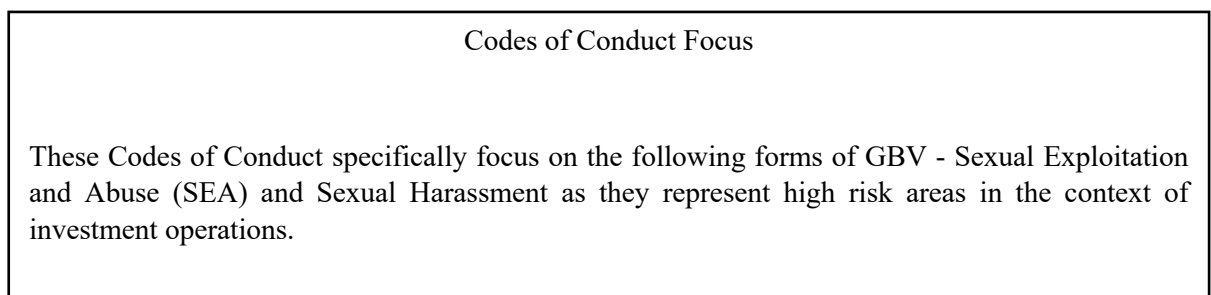 Codes of Conduct Focus
These Codes of Conduct specifically focus on the following forms of GBV - Sexual Exploitation
and Abuse (SEA) and Sexual Harassment as they represent high risk areas in the context of
investment operations.